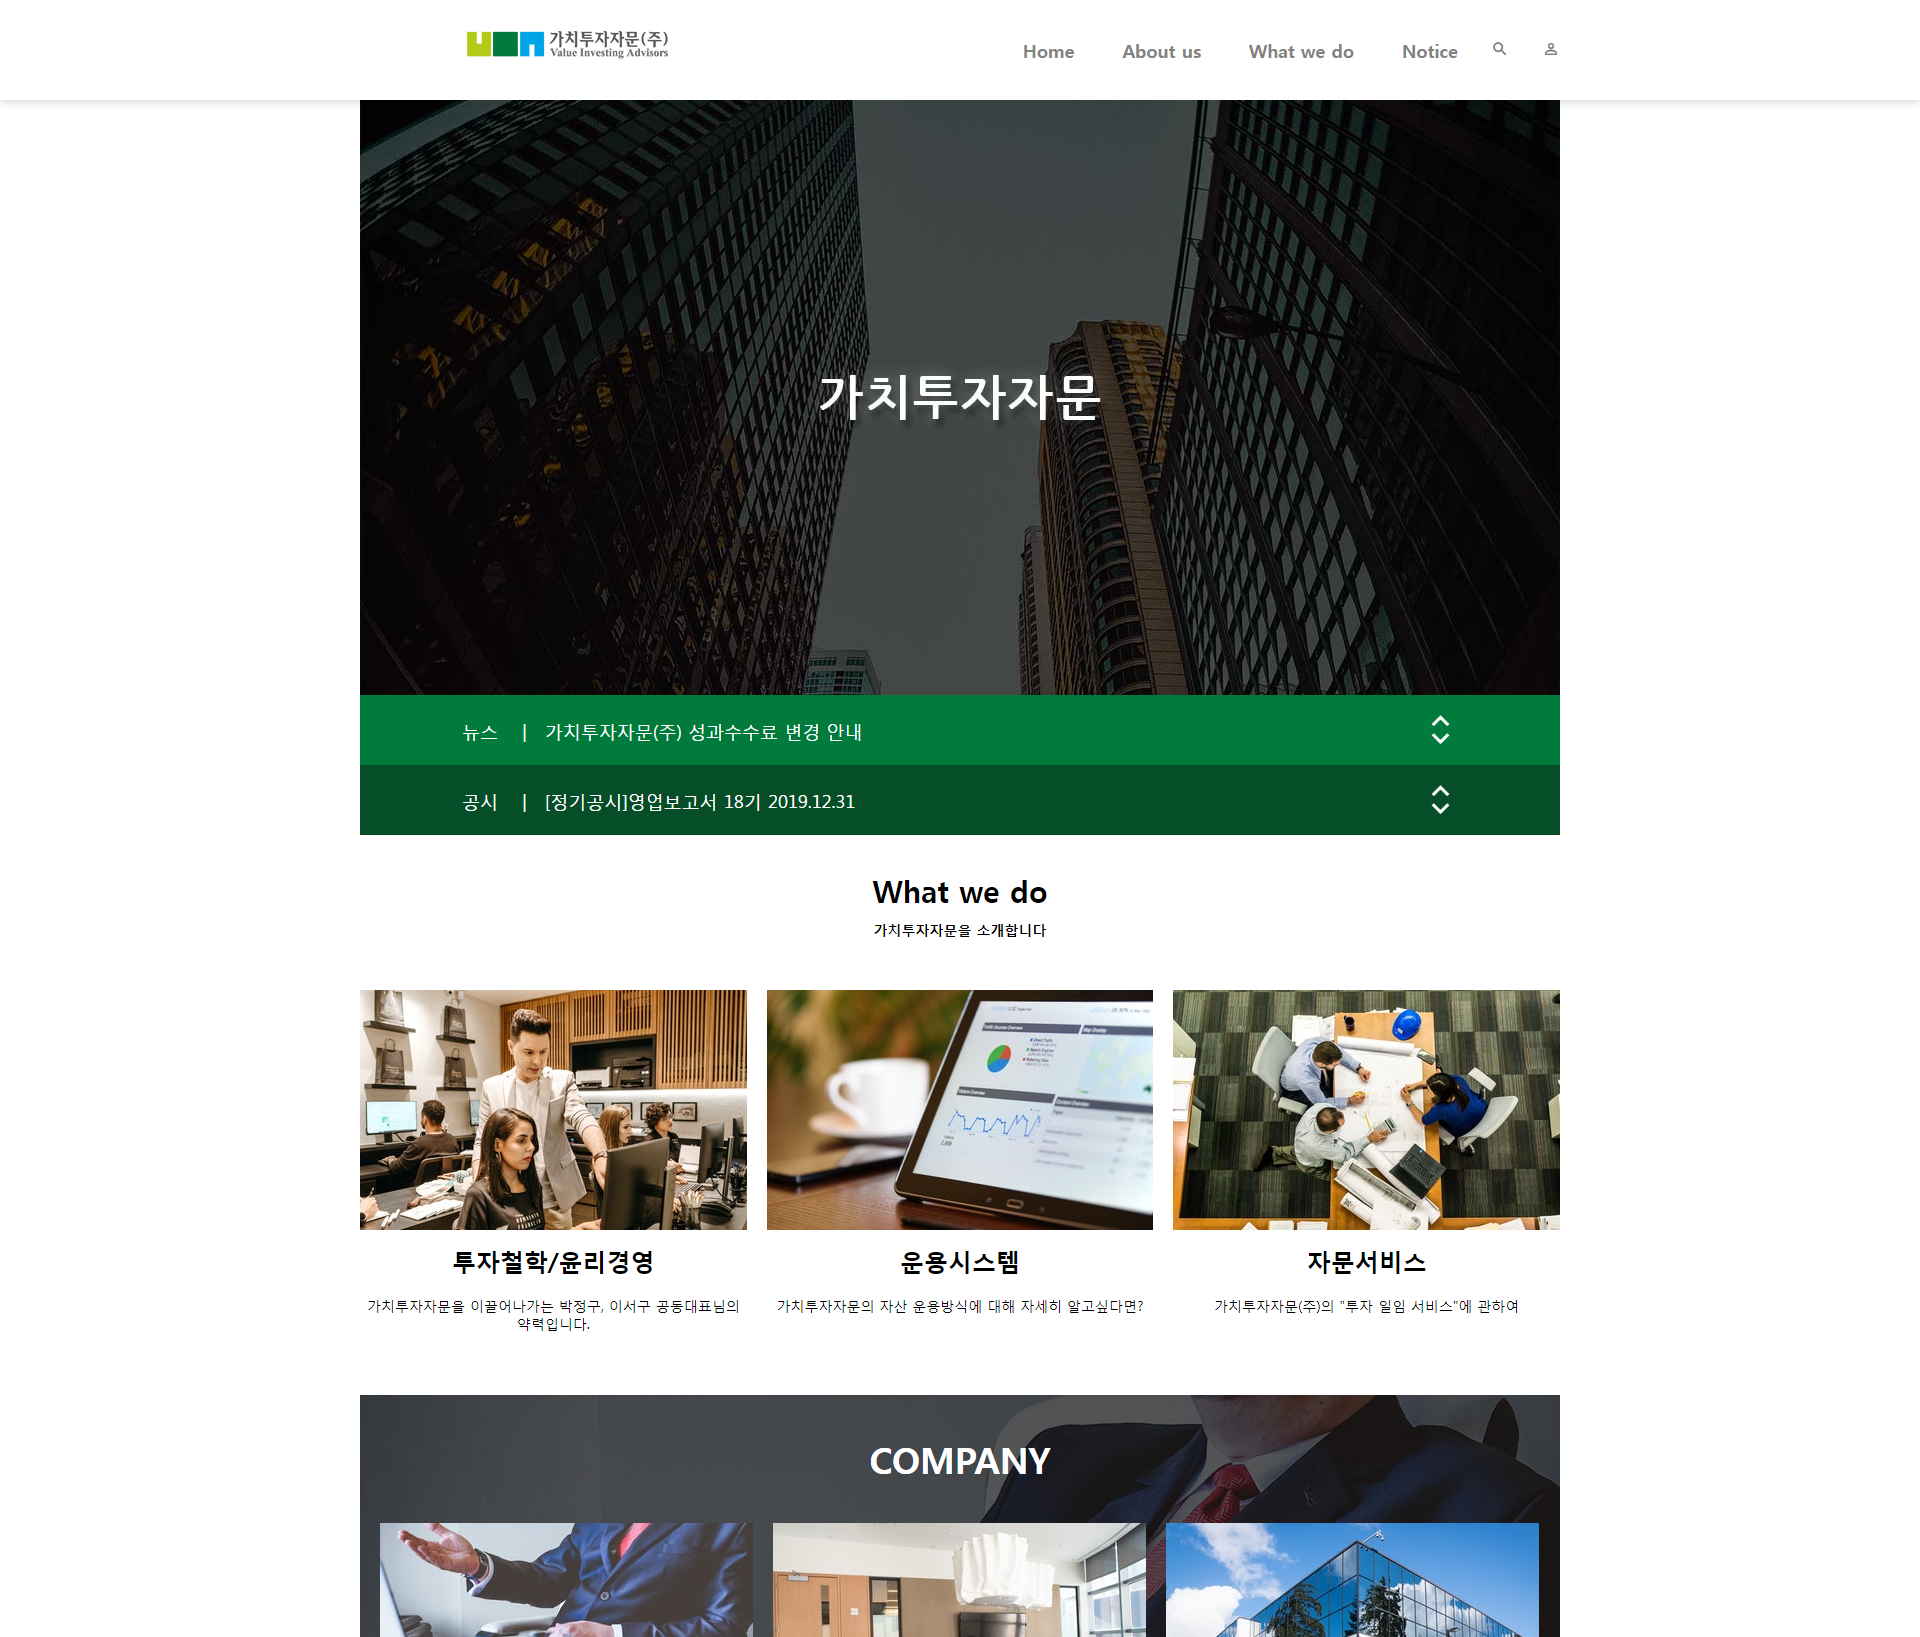 가치투자자문(주)
Value Investing Advisors
Home
About us
What we do
Notice
가치투자자문
뉴스 | 가치투자자문(주) 성과수수료 변경 안내
공시 | [정기공시]영업보고서 18기 2019.12.31
What we do
가치투자자문을 소개합니다
투자철학/윤리경영
가치투자자문을 이끌어나가는 박정구, 이서구 공동대표님의
약력입니다.
운용시스템
가치투자자문의 자산 운용방식에 대해 자세히 알고싶다면?
자문서비스
가치투자자문(주)의 "투자 일임 서비스"에 관하여
COMPANY